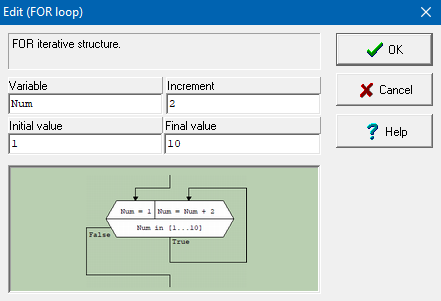 Edit (FOR loop)
FOR iterative structure.
OK
Variable
Increment
Num
2
Cancel
Initial value
Final value
1
10
Help
Num = 1
Num = Num + 2
Num in [1...10]
False
True